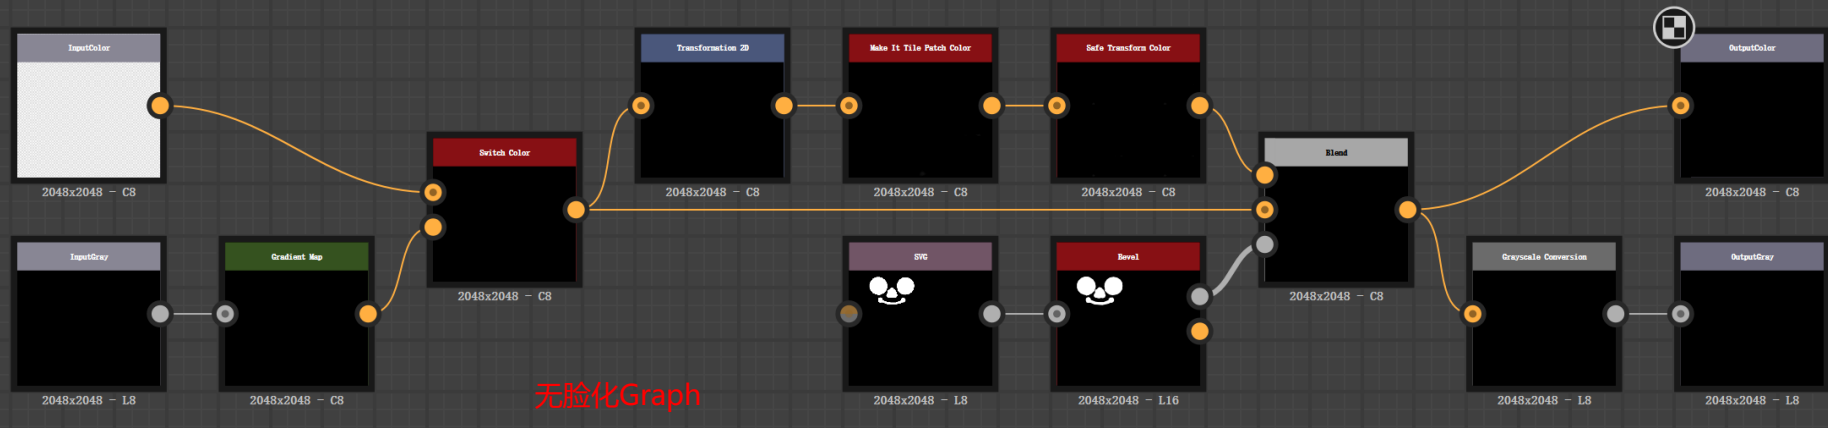 InputColor
2048x2048 - C8
InputGray
2048x2048 - L8
Gradient Map
2048x2048 - C8
Switch Color
2048x2048 - C8
无脸化Graph
Transformation 2D
2048x2048 - C8
Make It Tile Patch Color
2048x2048 - C8
Safe Transform Color
2048x2048 - C8
SVG
2048x2048 - L8
Bevel
2048x2048 - L16
Blend
2048x2048 - C8
Grayscale Conversion
2048x2048 - L8
OutputColor
2048x2048 - C8
OutputGray
2048x2048 - L8